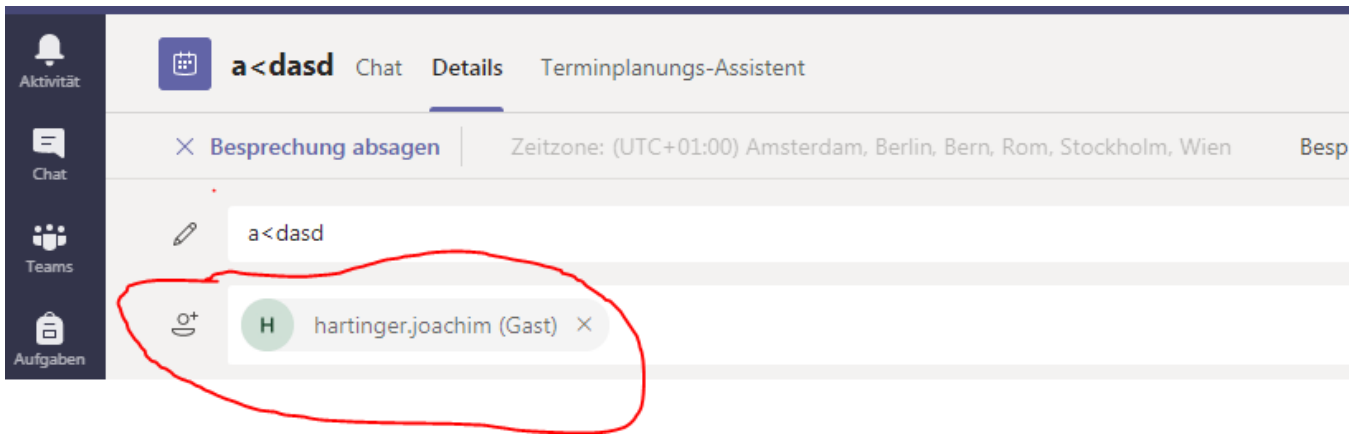 Aktivität
Chat
Teams
Aufgaben
a<dasd Chat Details Terminplanungs-Assistent
Besprechung absagen Zeitzone: (UTC+01:00) Amsterdam, Berlin, Bern, Rom, Stockholm, Wien Besp
a<dasd
H hartinger.joachim (Gast)